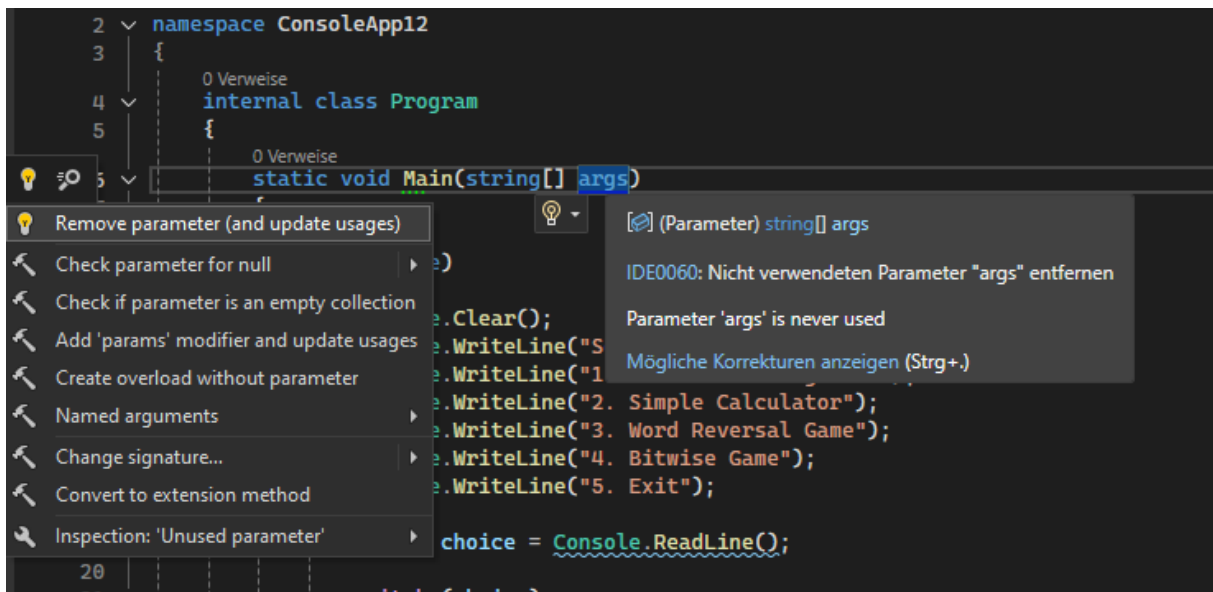 2 namespace ConsoleApp12
3 {
0 Verweise
4 internal class Program
5 {
0 Verweise
static void Main(string[] args)
Remove parameter (and update usages)
Check parameter for null
Check if parameter is an empty collection
Add 'params' modifier and update usages
Create overload without parameter
Named arguments
Change signature...
Convert to extension method
Inspection: 'Unused parameter'
(Parameter) string[] args
IDE0060: Nicht verwendeten Parameter "args" entfernen
Parameter 'args' is never used
Mögliche Korrekturen anzeigen (Strg+.)
e)
e.Clear();
e.WriteLine("S
e.WriteLine("1.
e.WriteLine("2. Simple Calculator");
e.WriteLine("3. Word Reversal Game");
e.WriteLine("4. Bitwise Game");
e.WriteLine("5. Exit");
choice = Console.ReadLine();
20